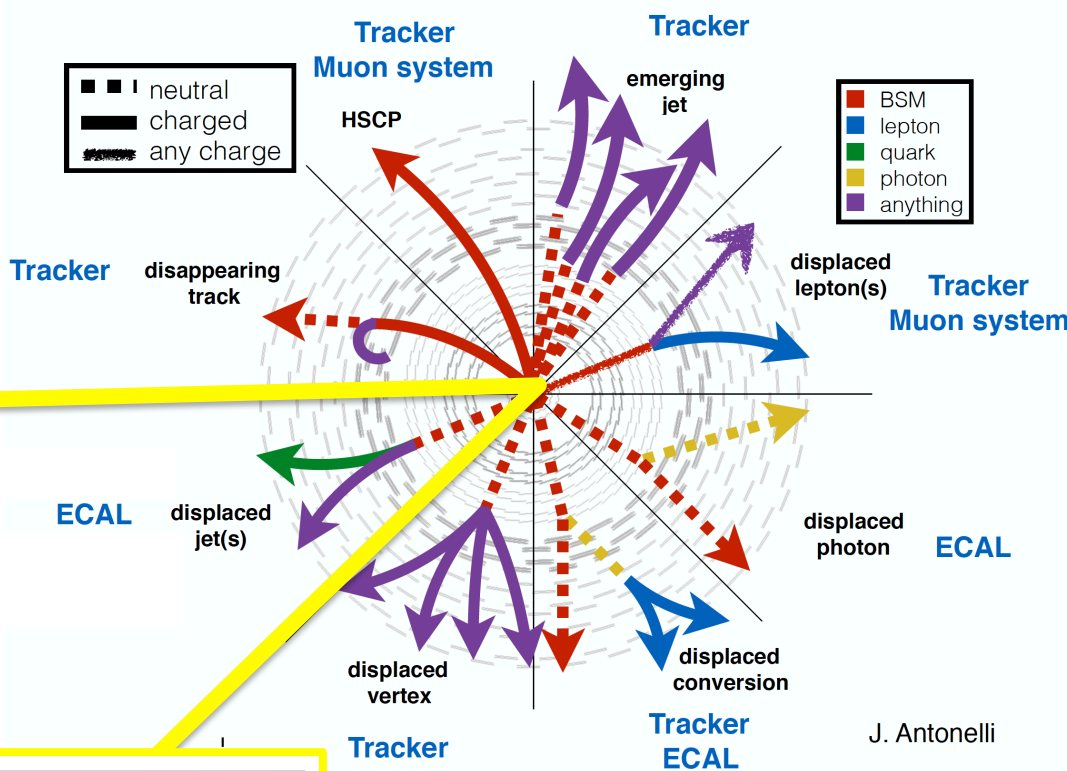 Tracker
Muon system
Tracker
neutral
charged
any charge
HSCP
emerging
jet
BSM
lepton
quark
photon
anything
Tracker
disappearing
track
displaced
lepton(s)
Tracker
Muon system
ECAL
displaced
jet(s)
displaced
photon
ECAL
displaced
vertex
displaced
conversion
Tracker
Tracker
ECAL
J. Antonelli